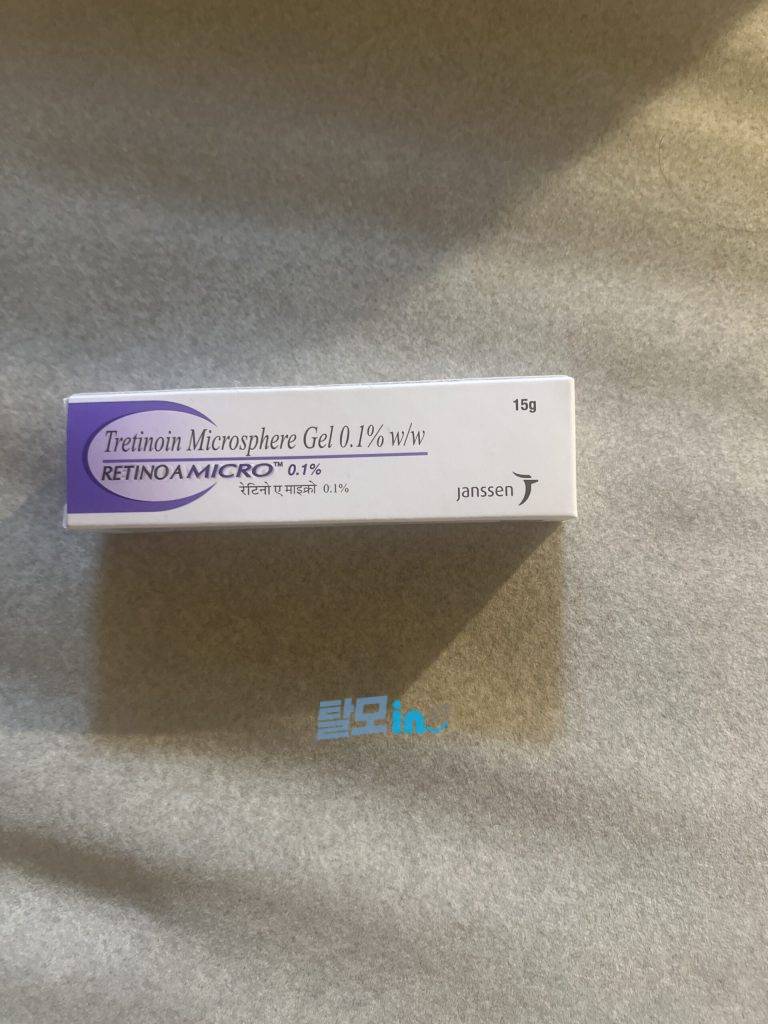 15g
Tretinoin Microsphere Gel 0.1% w/w
RETINO A MICRO™ 0.1%
रेटिनो ए माइक्रो 0.1%
janssen
탈모in